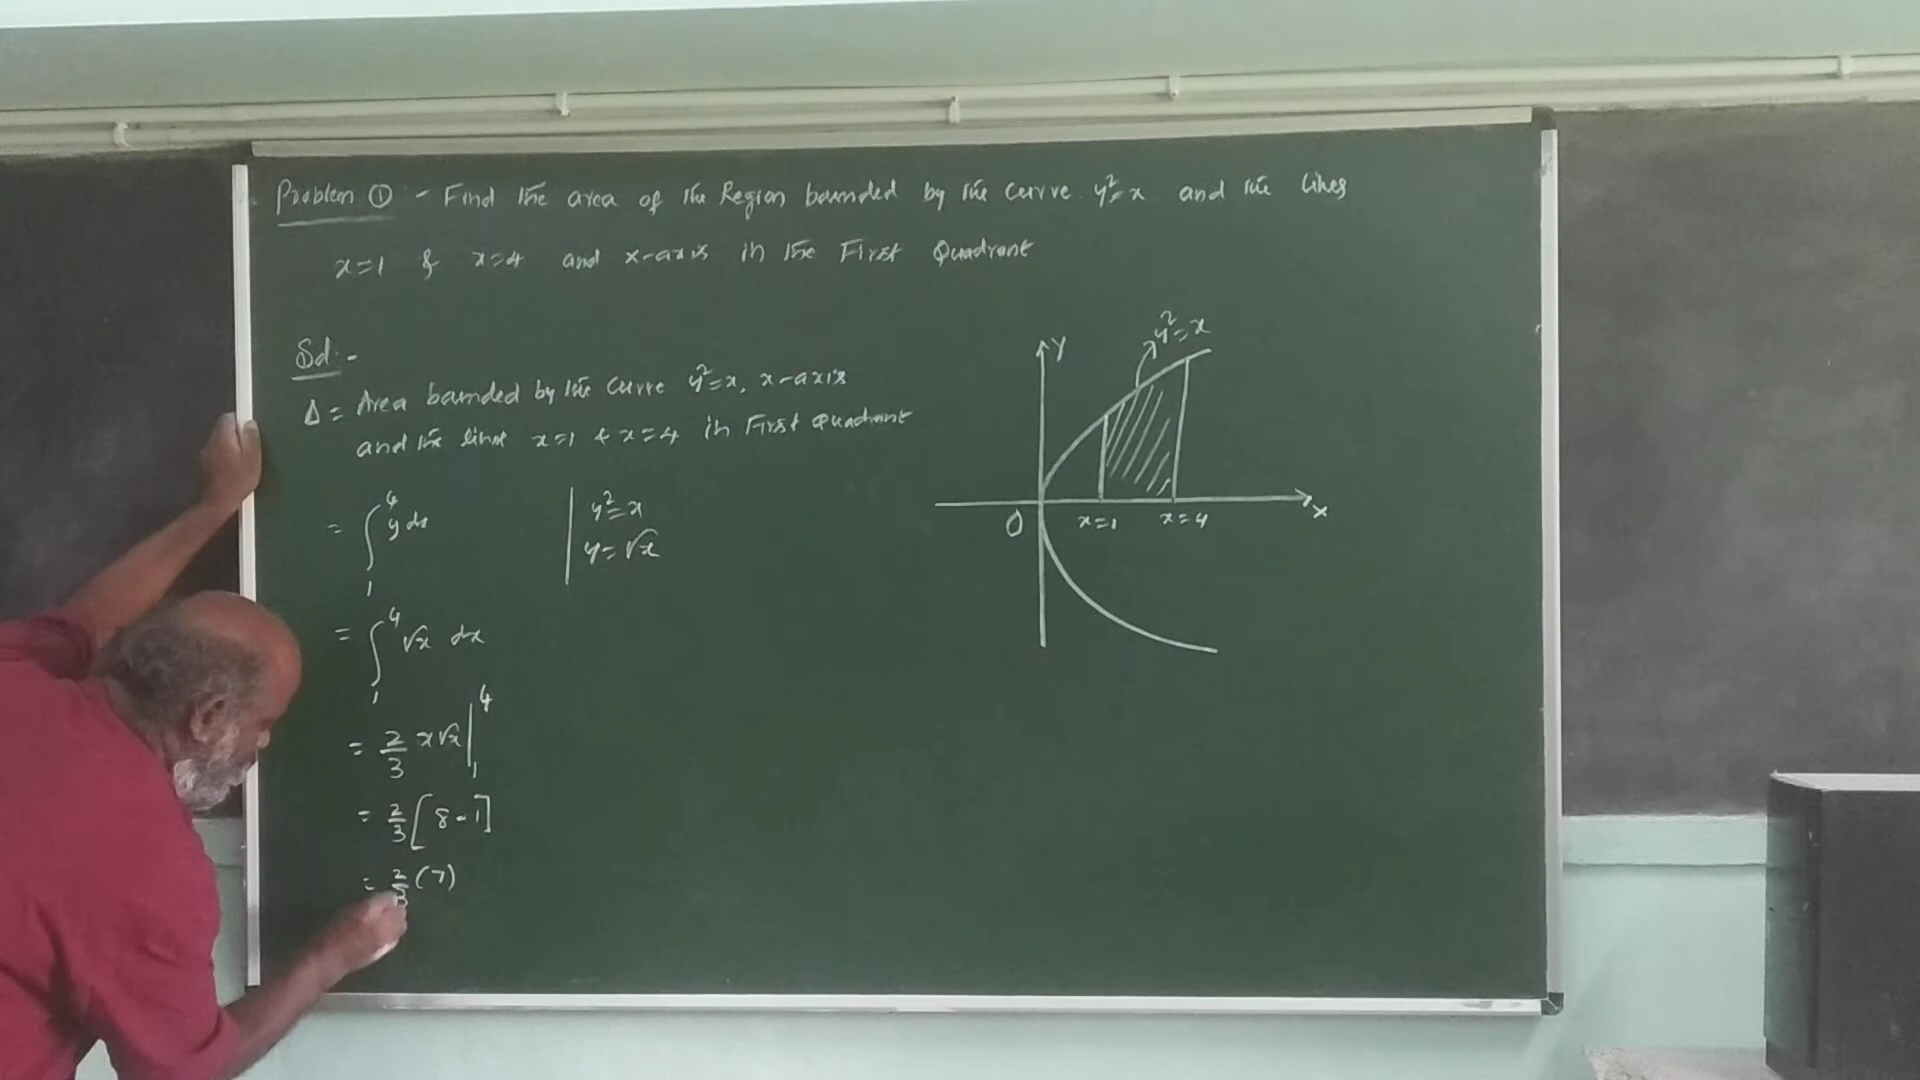 Problem ① :- Find the area of the Region bounded by the curve y²=x and the lines
x=1 & x=4 and x-axis in the First Quadrant
Sol:-
Δ = Area bounded by the curve y²=x, x-axis
and the lines x=1 & x=4 in First Quadrant
= ∫₁⁴ y dx
y²=x
y=√x
= ∫₁⁴ √x dx
= 2/3 x√x |₁⁴
= 2/3 [8-1]
= 2/3 (7)
Y
y²=x
O
x=1
x=4
X